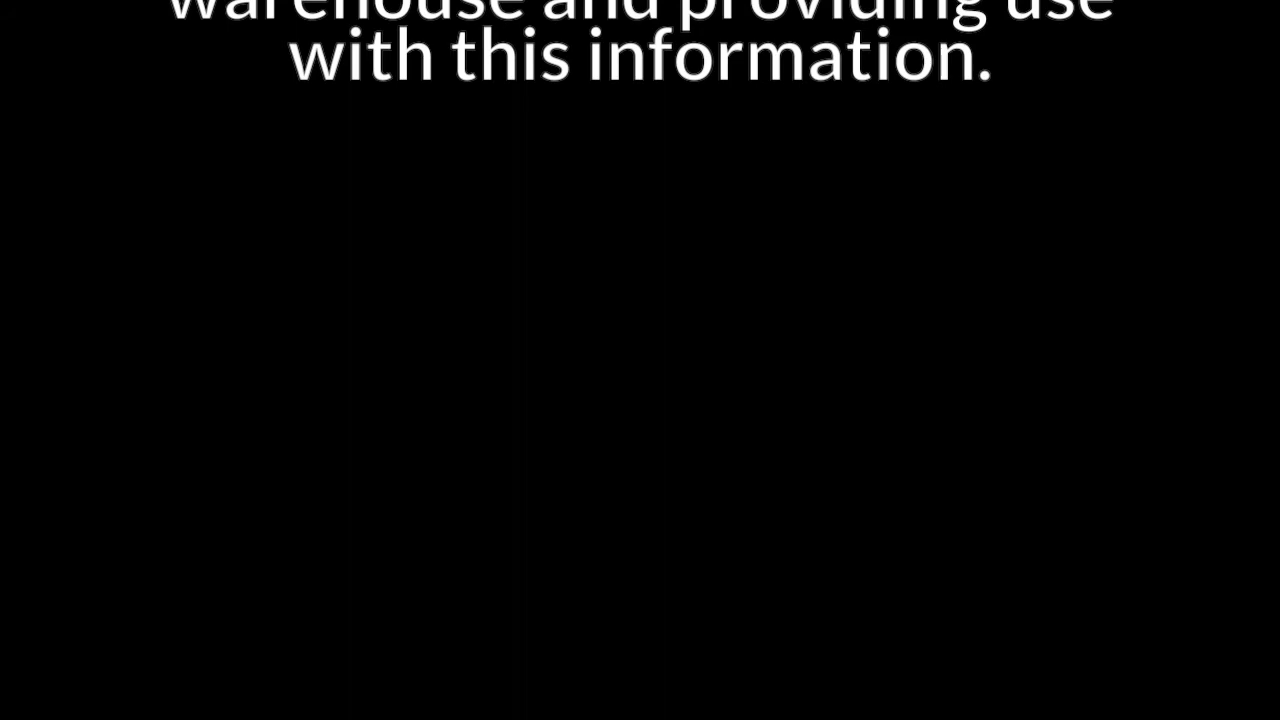 warehouse and providing use
with this information.